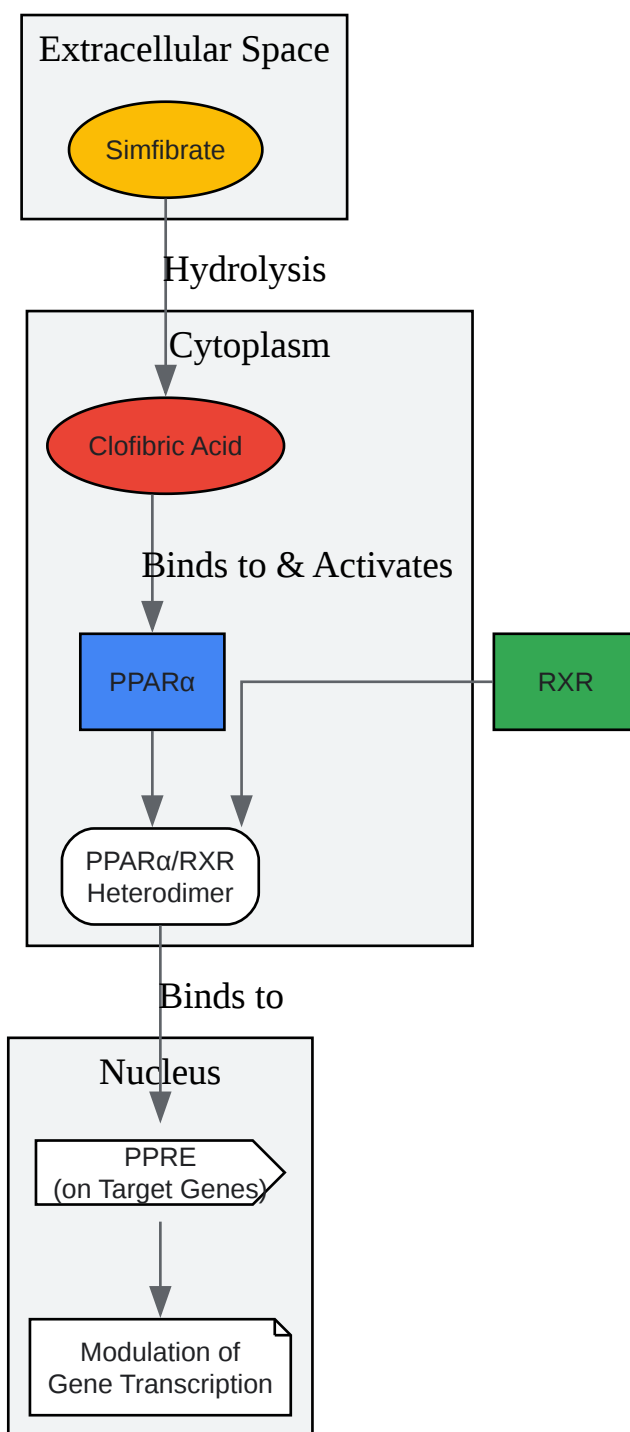 Extracellular Space
Simfibrate
Hydrolysis
Cytoplasm
Clofibric Acid
Binds to & Activates
PPARα
RXR
PPARα/RXR
Heterodimer
Binds to
Nucleus
PPRE
(on Target Genes)
Modulation of
Gene Transcription